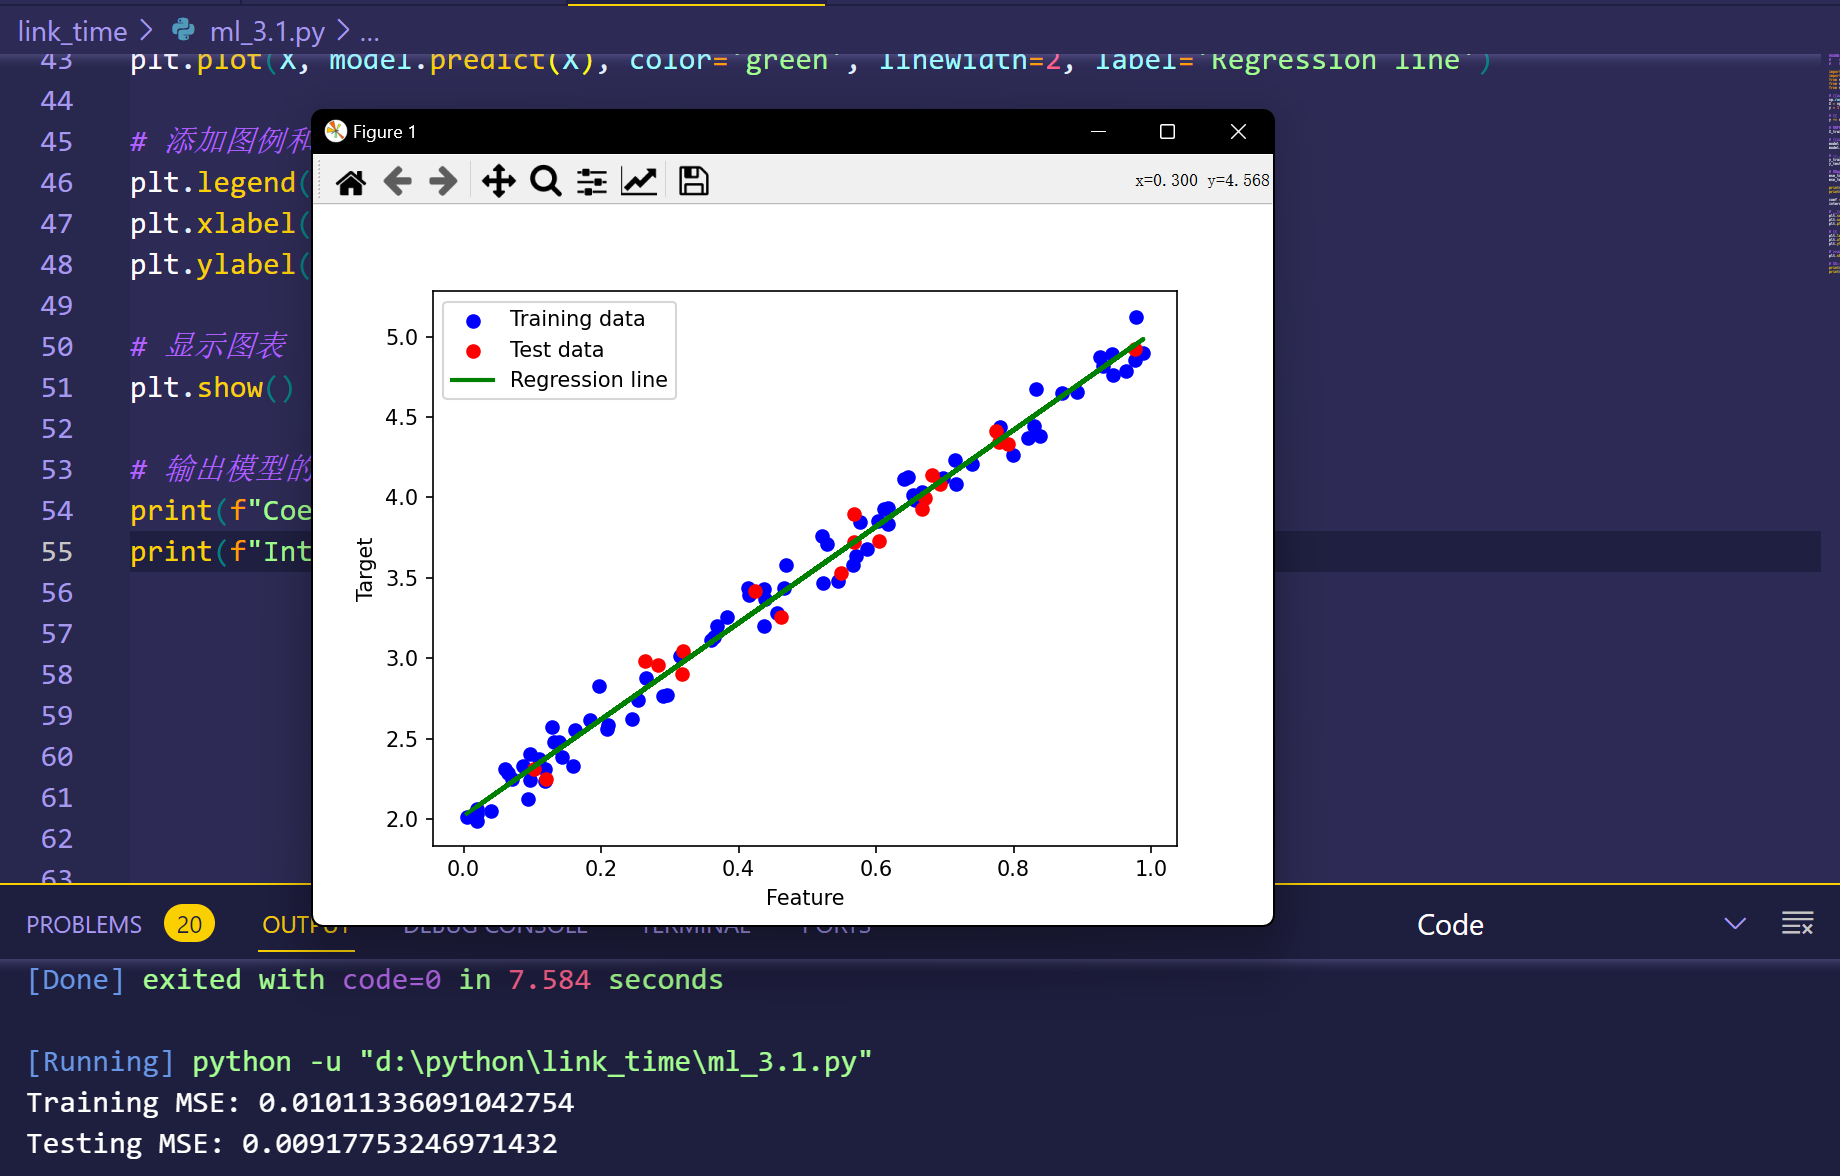 link_time > ml_3.1.py > ...
43 plt.plot(X, model.predict(X), color='green', linewidth=2, label='Regression line')
44
45 # 添加图例和
46 plt.legend(
47 plt.xlabel(
48 plt.ylabel(
49
50 # 显示图表
51 plt.show()
52
53 # 输出模型的
54 print(f"Coe
55 print(f"Int
56
57
58
59
60
61
62
63
Figure 1
x=0.300 y=4.568
Training data
Test data
Regression line
5.0
4.5
4.0
3.5
3.0
2.5
2.0
Target
0.0 0.2 0.4 0.6 0.8 1.0
Feature
PROBLEMS 20 OUTPUT DEBUG CONSOLE TERMINAL PORTS Code
[Done] exited with code=0 in 7.584 seconds
[Running] python -u "d:\python\link_time\ml_3.1.py"
Training MSE: 0.01011336091042754
Testing MSE: 0.00917753246971432